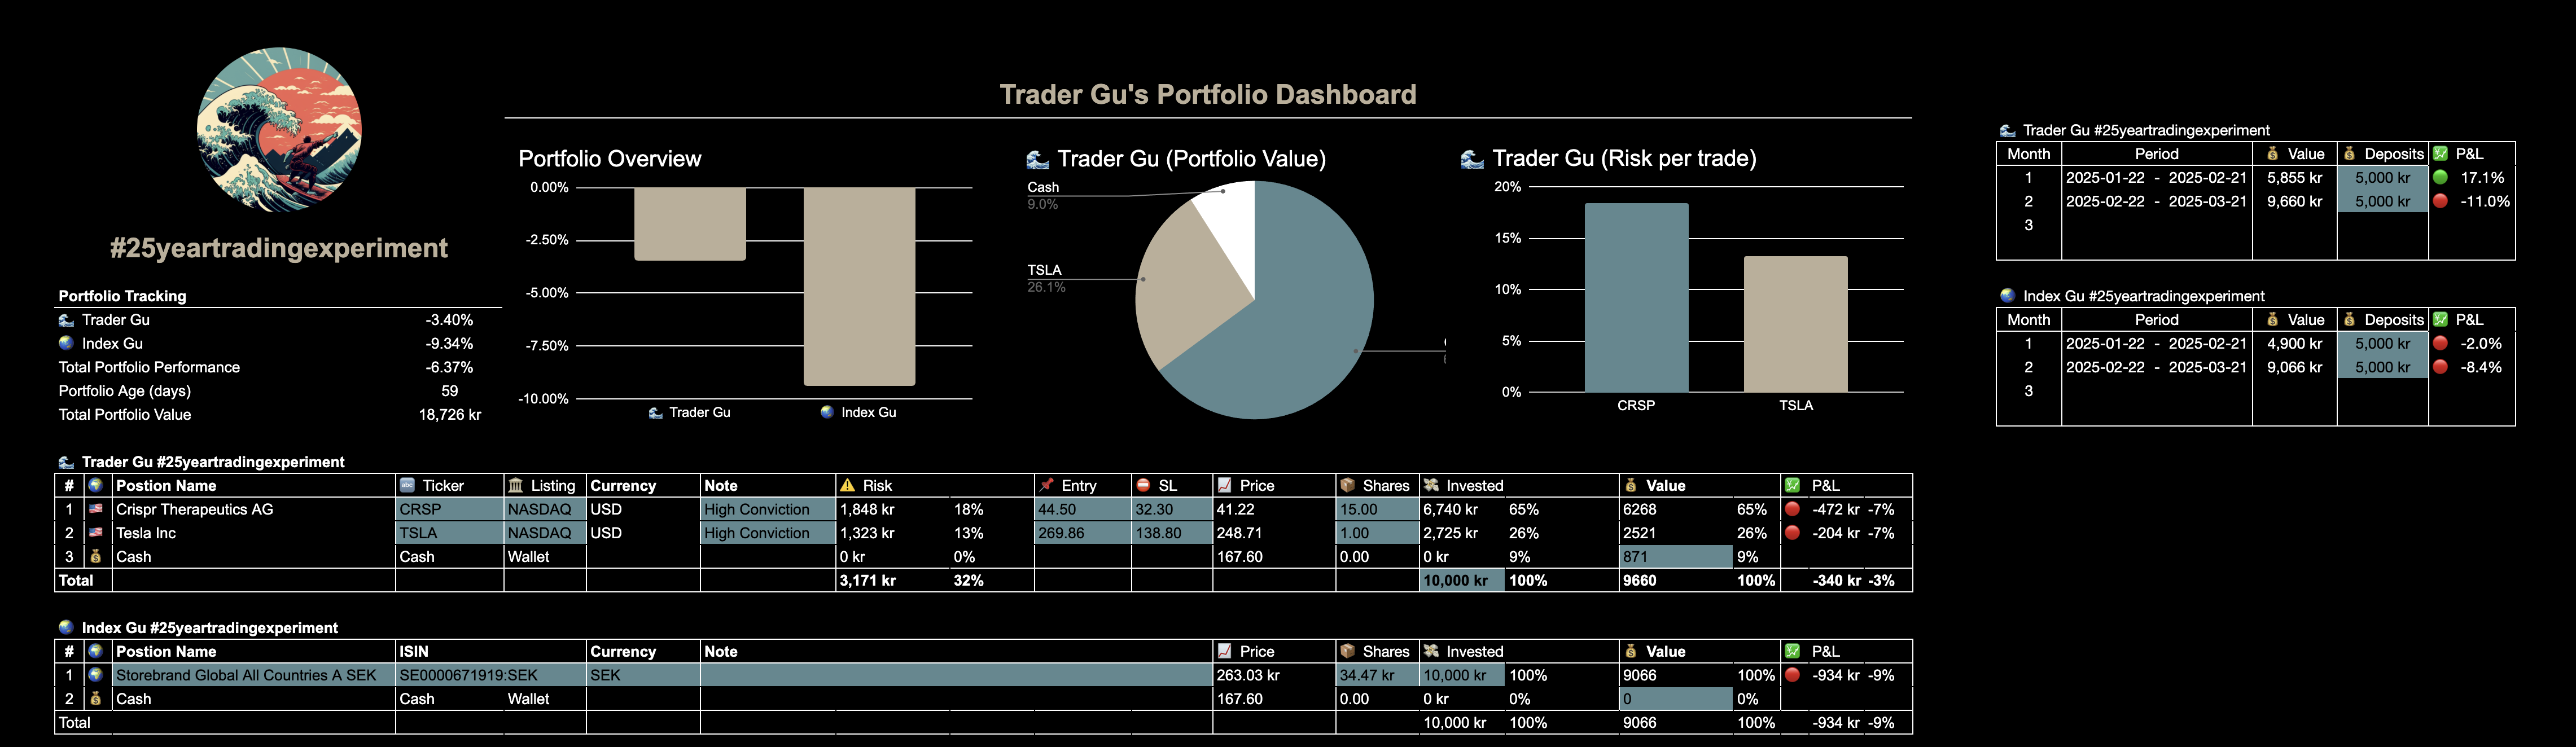 Trader Gu's Portfolio Dashboard
#25yeartradingexperiment
Portfolio Tracking
Trader Gu -3.40%
Index Gu -9.34%
Total Portfolio Performance -6.37%
Portfolio Age (days) 59
Total Portfolio Value 18,726 kr
Portfolio Overview
0.00%
-2.50%
-5.00%
-7.50%
-10.00%
Trader Gu Index Gu
Trader Gu (Portfolio Value)
Cash
9.0%
TSLA
26.1%
Trader Gu (Risk per trade)
20%
15%
10%
5%
0%
CRSP TSLA
Trader Gu #25yeartradingexperiment
Month Period Value Deposits P&L
1 2025-01-22 - 2025-02-21 5,855 kr 5,000 kr 17.1%
2 2025-02-22 - 2025-03-21 9,660 kr 5,000 kr -11.0%
3
Index Gu #25yeartradingexperiment
Month Period Value Deposits P&L
1 2025-01-22 - 2025-02-21 4,900 kr 5,000 kr -2.0%
2 2025-02-22 - 2025-03-21 9,066 kr 5,000 kr -8.4%
3
Trader Gu #25yeartradingexperiment
# Postion Name Ticker Listing Currency Note Risk Entry SL Price Shares Invested Value P&L
1 Crispr Therapeutics AG CRSP NASDAQ USD High Conviction 1,848 kr 18% 44.50 32.30 41.22 15.00 6,740 kr 65% 6268 65% -472 kr -7%
2 Tesla Inc TSLA NASDAQ USD High Conviction 1,323 kr 13% 269.86 138.80 248.71 1.00 2,725 kr 26% 2521 26% -204 kr -7%
3 Cash Cash Wallet 0 kr 0% 167.60 0.00 0 kr 9% 871 9%
Total 3,171 kr 32% 10,000 kr 100% 9660 100% -340 kr -3%
Index Gu #25yeartradingexperiment
# Postion Name ISIN Currency Note Price Shares Invested Value P&L
1 Storebrand Global All Countries A SEK SE0000671919:SEK SEK 263.03 kr 34.47 kr 10,000 kr 100% 9066 100% -934 kr -9%
2 Cash Cash Wallet 167.60 0.00 0 kr 0% 0 0%
Total 10,000 kr 100% 9066 100% -934 kr -9%